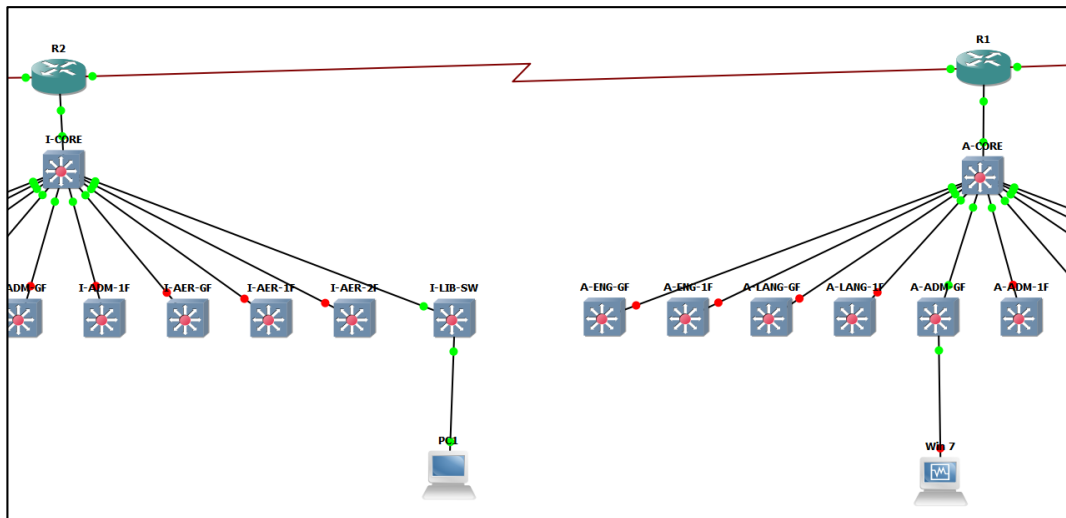 R2
R1
I-CORE
A-CORE
ADM-GF
I-ADM-1F
I-AER-GF
I-AER-1F
I-AER-2F
I-LIB-SW
A-ENG-GF
A-ENG-1F
A-LANG-GF
A-LANG-1F
A-ADM-GF
A-ADM-1F
PC1
Win 7